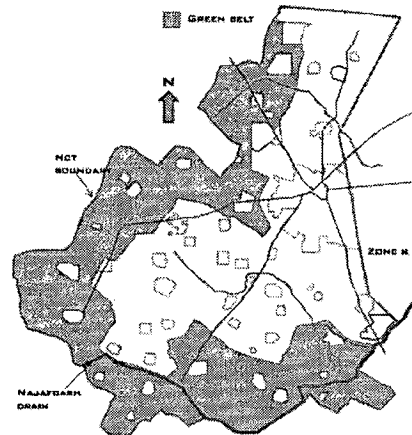 GREEN BELT
N
NCT
BOUNDARY
ZONE K
NAJAFGARH
DRAIN